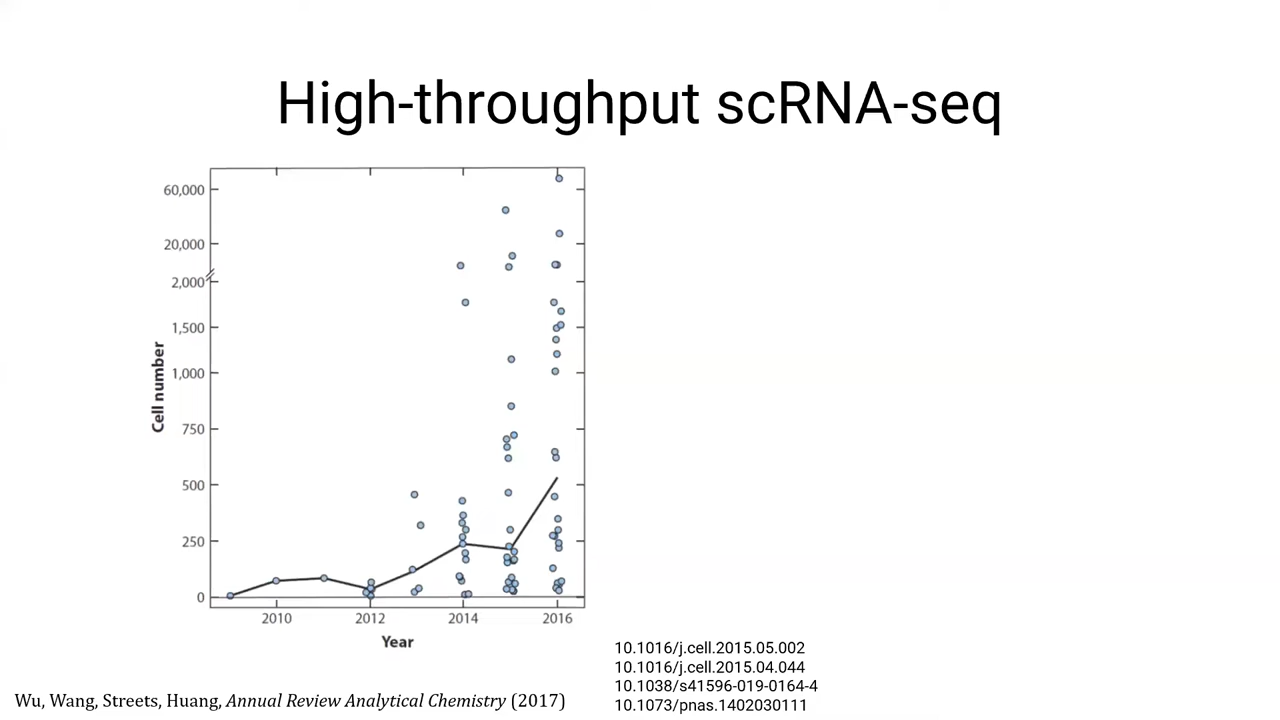 High-throughput scRNA-seq
60,000
20,000
2,000
1,500
1,000
750
500
250
0
Cell number
2010 2012 2014 2016
Year
10.1016/j.cell.2015.05.002
10.1016/j.cell.2015.04.044
10.1038/s41596-019-0164-4
10.1073/pnas.1402030111
Wu, Wang, Streets, Huang, Annual Review Analytical Chemistry (2017)